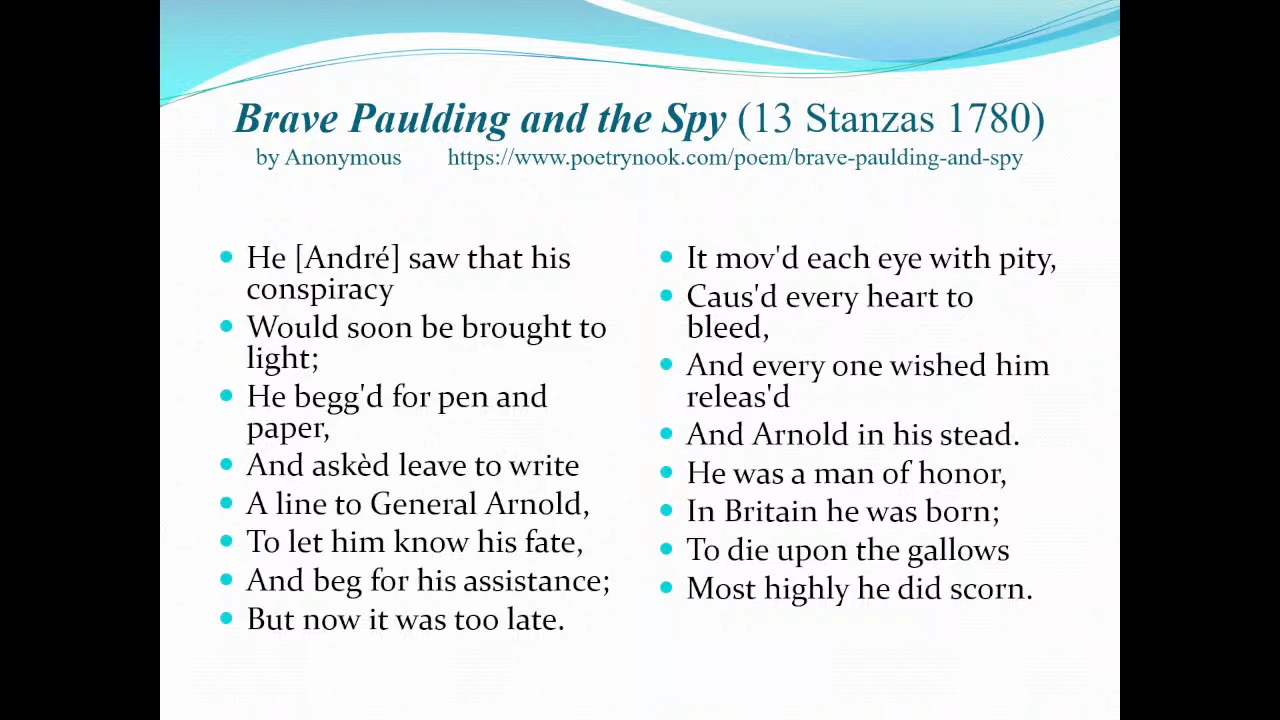 Brave Paulding and the Spy (13 Stanzas 1780)
by Anonymous https://www.poetrynook.com/poem/brave-paulding-and-spy
He [André] saw that his
conspiracy
Would soon be brought to
light;
He begg'd for pen and
paper,
And askèd leave to write
A line to General Arnold,
To let him know his fate,
And beg for his assistance;
But now it was too late.
It mov'd each eye with pity,
Caus'd every heart to
bleed,
And every one wished him
releas'd
And Arnold in his stead.
He was a man of honor,
In Britain he was born;
To die upon the gallows
Most highly he did scorn.